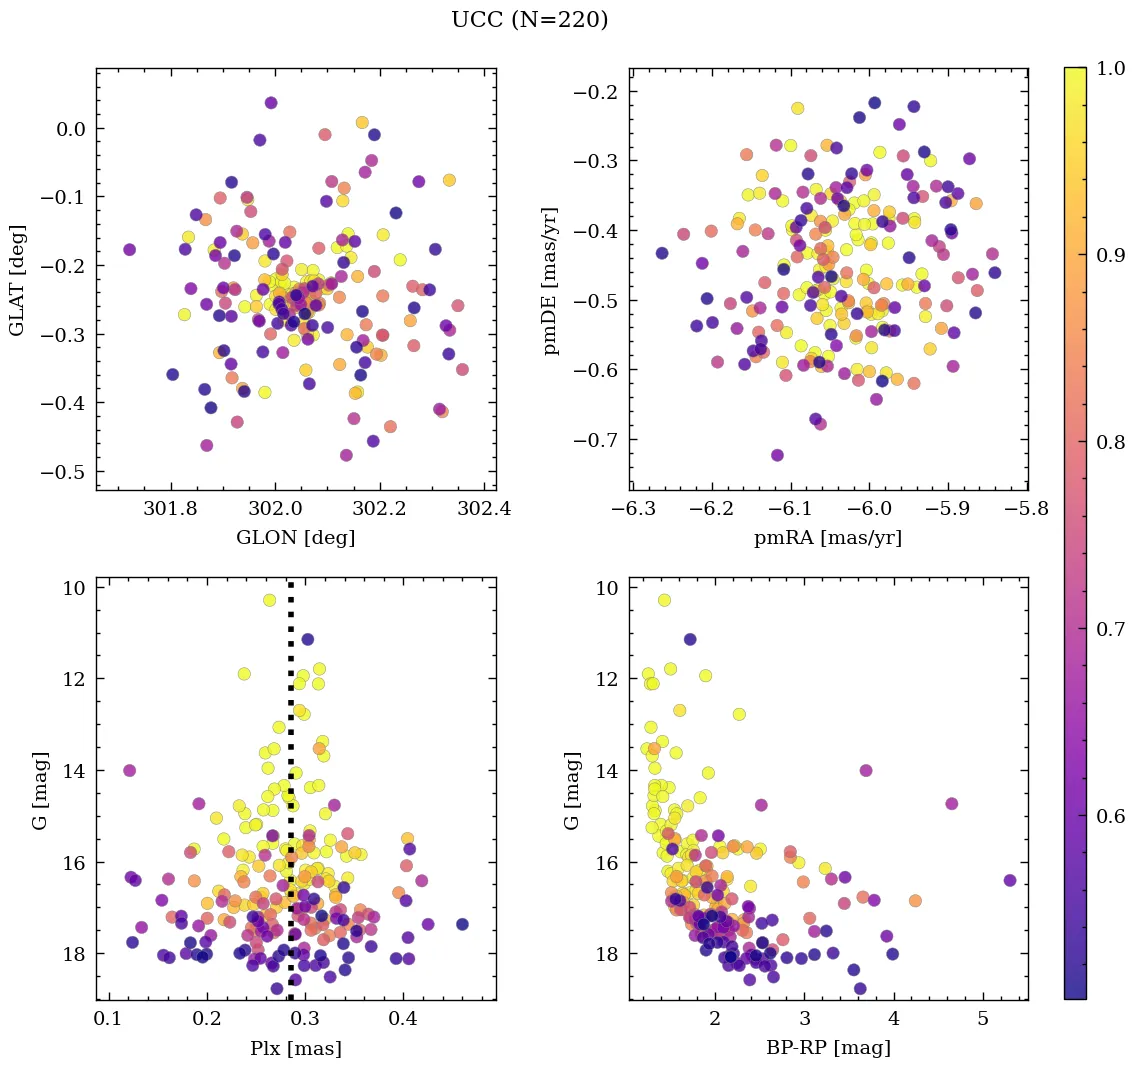 UCC (N=220)
0.0
−0.1
−0.2
−0.3
−0.4
−0.5
GLAT [deg]
301.8 302.0 302.2 302.4
GLON [deg]
−0.2
−0.3
−0.4
−0.5
−0.6
−0.7
pmDE [mas/yr]
−6.3 −6.2 −6.1 −6.0 −5.9 −5.8
pmRA [mas/yr]
10
12
14
16
18
G [mag]
0.1 0.2 0.3 0.4
Plx [mas]
10
12
14
16
18
G [mag]
2 3 4 5
BP-RP [mag]
1.0
0.9
0.8
0.7
0.6